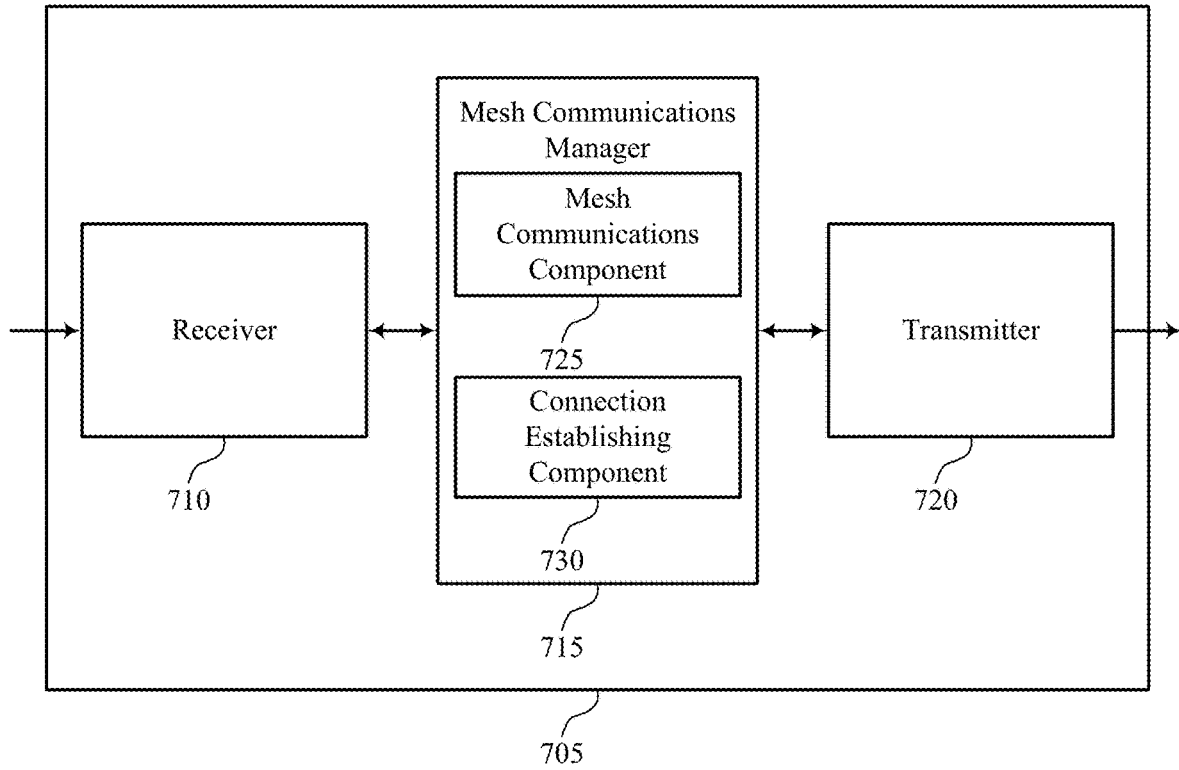 Mesh Communications
Manager
Mesh
Communications
Component
725
Receiver
710
Connection
Establishing
Component
730
715
Transmitter
720
705